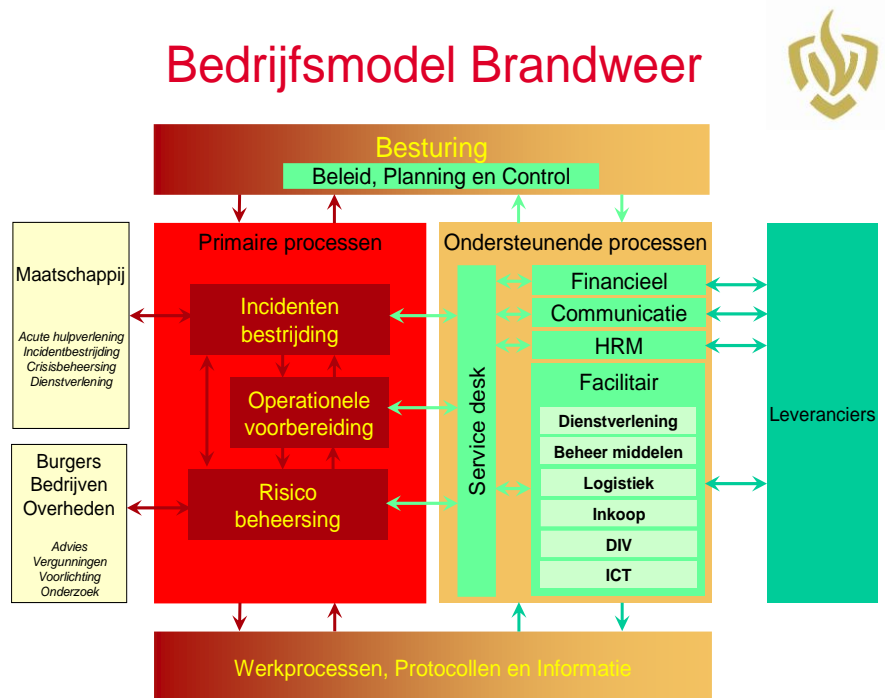 Bedrijfsmodel Brandweer
Besturing
Beleid, Planning en Control
Maatschappij
Acute hulpverlening
Incidentbestrijding
Crisisbeheersing
Dienstverlening
Burgers
Bedrijven
Overheden
Advies
Vergunningen
Voorlichting
Onderzoek
Primaire processen
Incidenten
bestrijding
Operationele
voorbereiding
Risico
beheersing
Ondersteunende processen
Service desk
Financieel
Communicatie
HRM
Facilitair
Dienstverlening
Beheer middelen
Logistiek
Inkoop
DIV
ICT
Leveranciers
Werkprocessen, Protocollen en Informatie